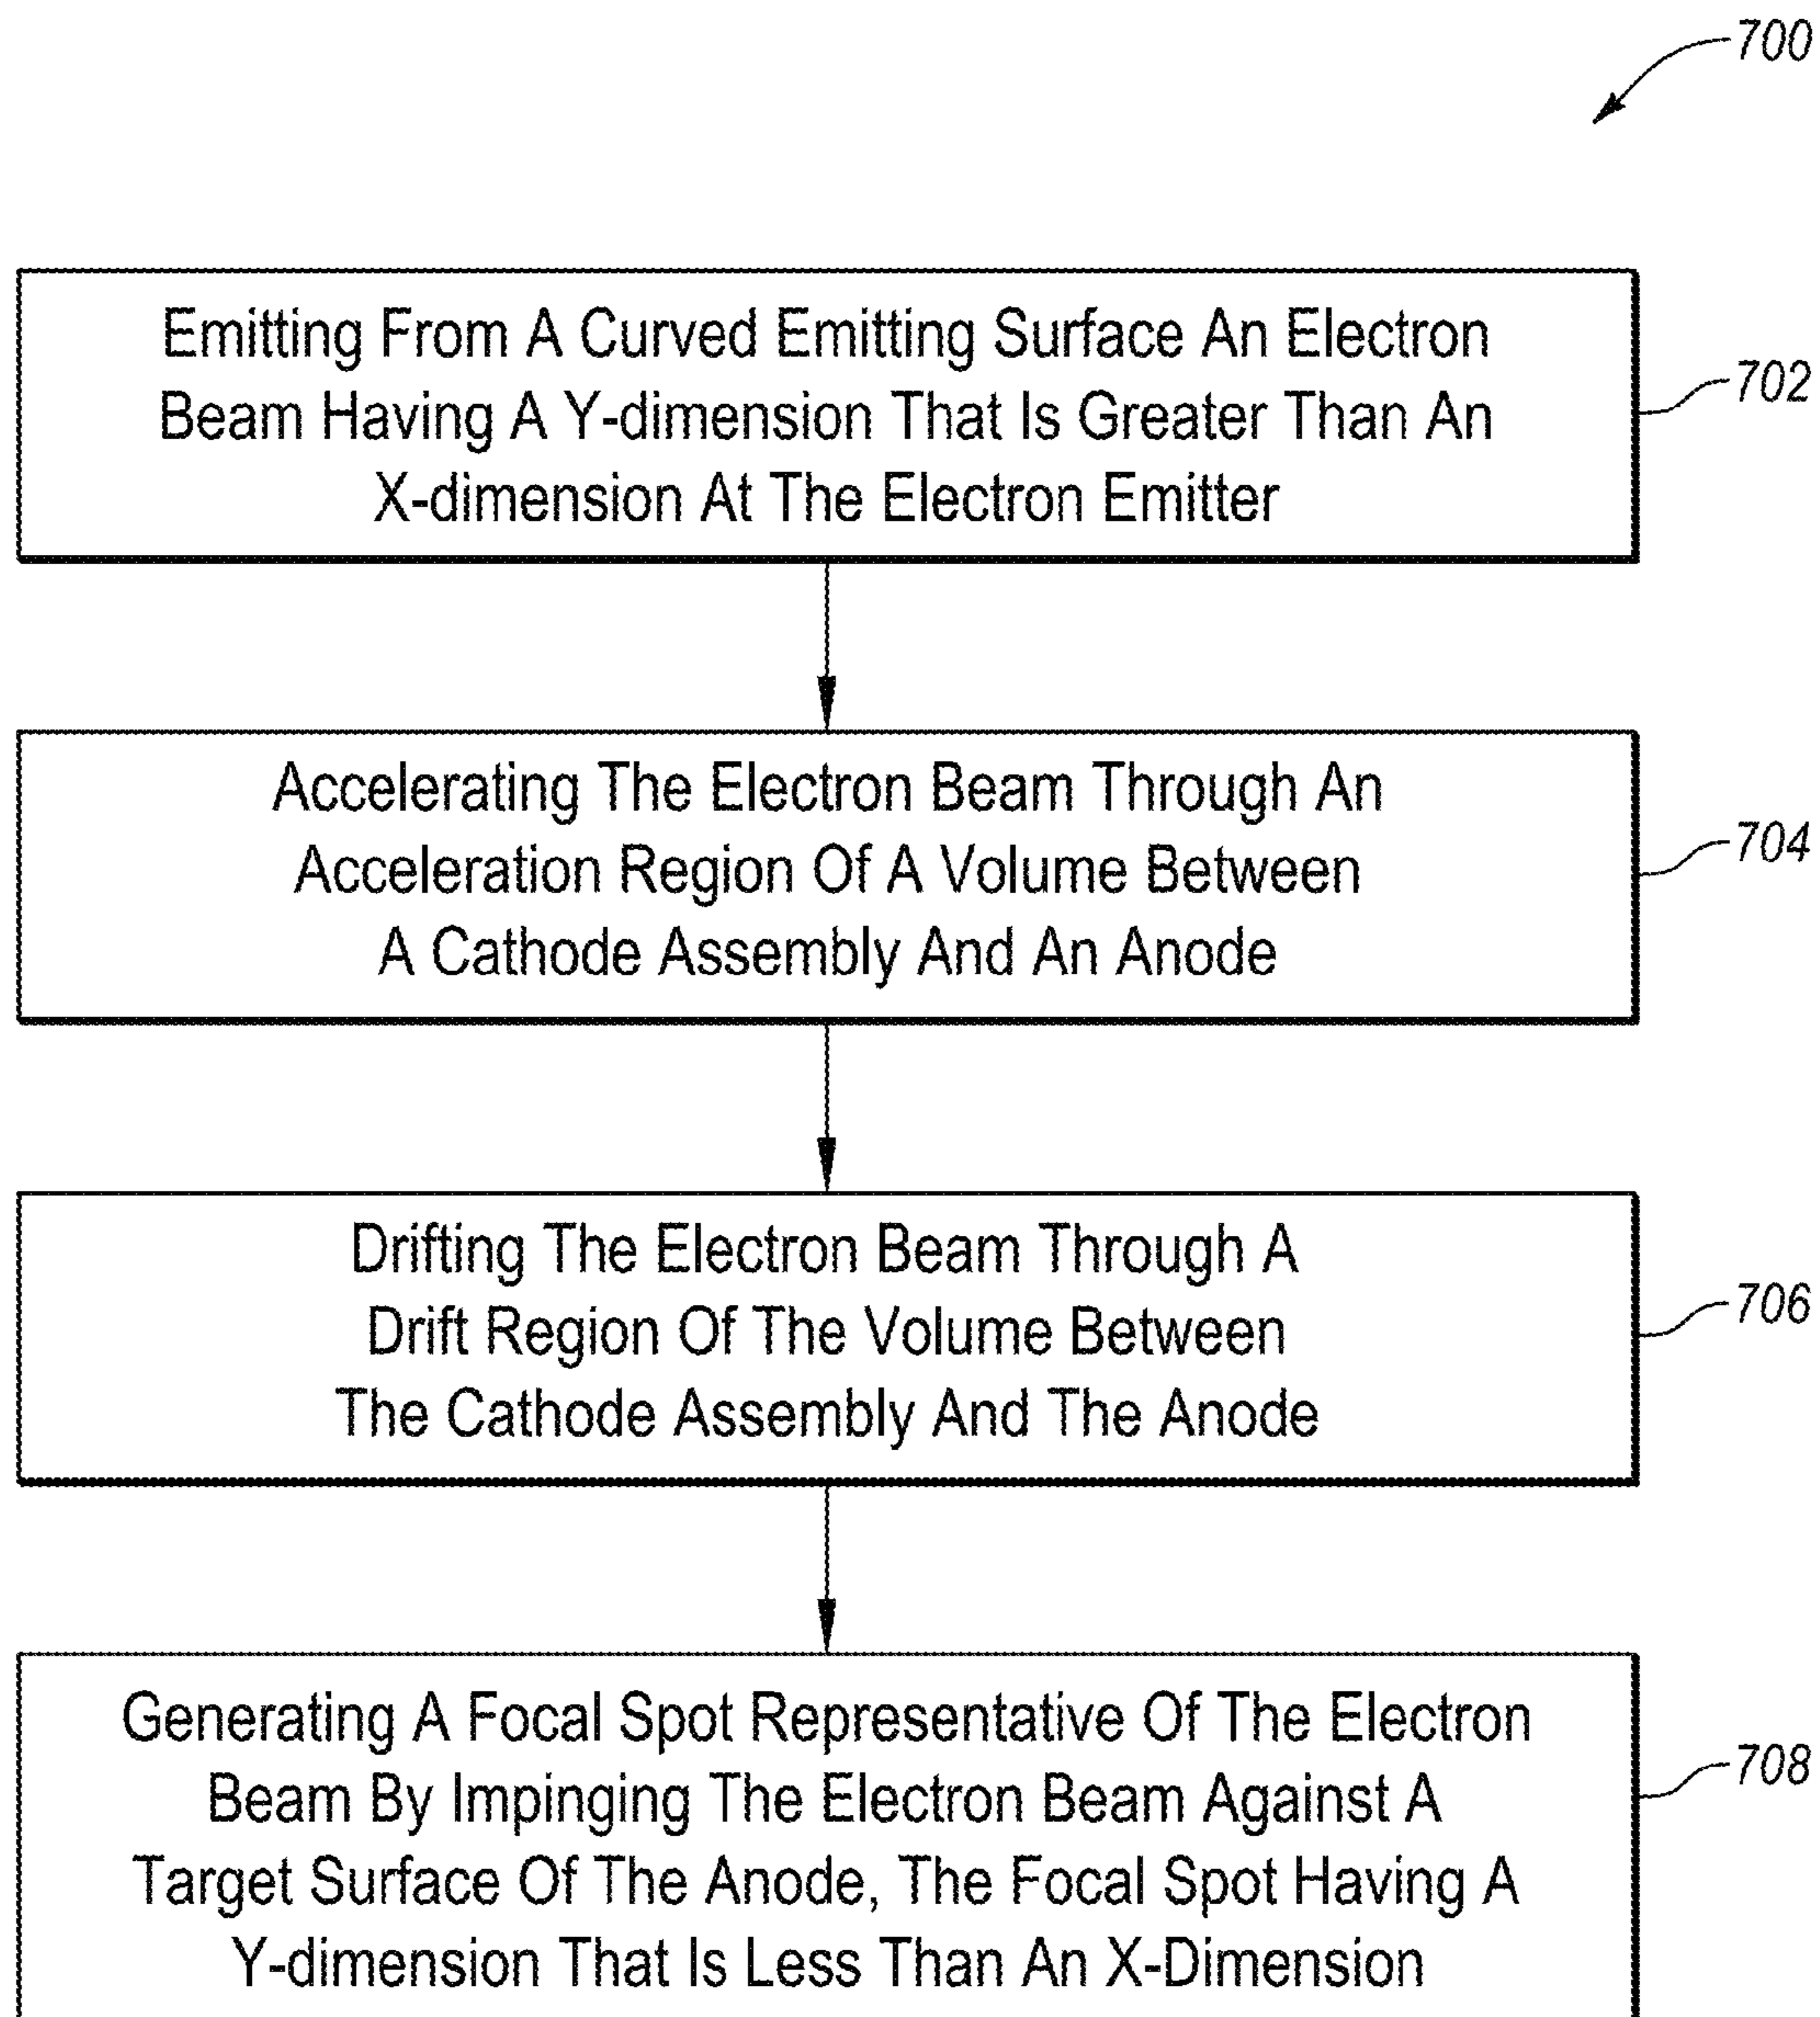 700
Emitting From A Curved Emitting Surface An Electron
Beam Having A Y-dimension That Is Greater Than An
X-dimension At The Electron Emitter
702
Accelerating The Electron Beam Through An
Acceleration Region Of A Volume Between
A Cathode Assembly And An Anode
704
Drifting The Electron Beam Through A
Drift Region Of The Volume Between
The Cathode Assembly And The Anode
706
Generating A Focal Spot Representative Of The Electron
Beam By Impinging The Electron Beam Against A
Target Surface Of The Anode, The Focal Spot Having A
Y-dimension That Is Less Than An X-Dimension
708